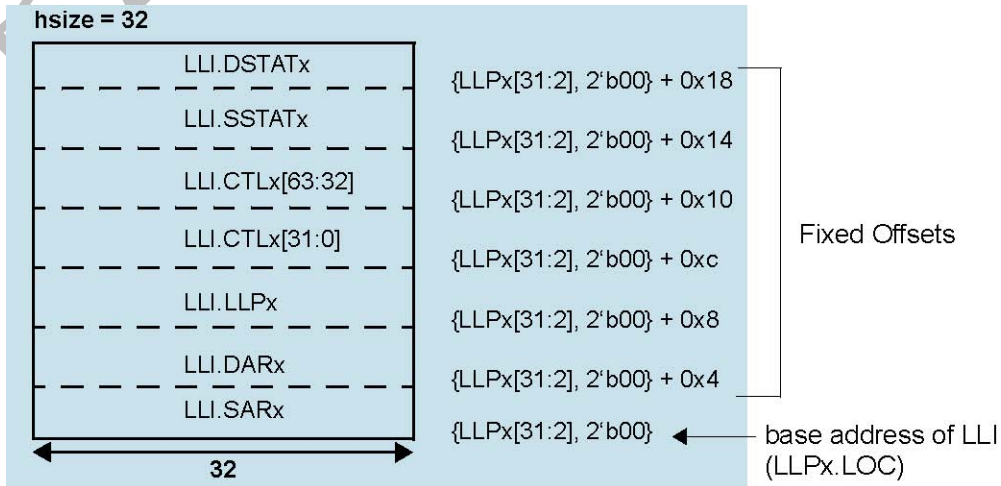 hsize = 32
LLI.DSTATx
{LLPx[31:2], 2‘b00} + 0x18
LLI.SSTATx
{LLPx[31:2], 2‘b00} + 0x14
LLI.CTLx[63:32]
{LLPx[31:2], 2‘b00} + 0x10
LLI.CTLx[31:0]
Fixed Offsets
{LLPx[31:2], 2‘b00} + 0xc
LLI.LLPx
{LLPx[31:2], 2‘b00} + 0x8
LLI.DARx
{LLPx[31:2], 2‘b00} + 0x4
LLI.SARx
{LLPx[31:2], 2‘b00}
base address of LLI
(LLPx.LOC)
32